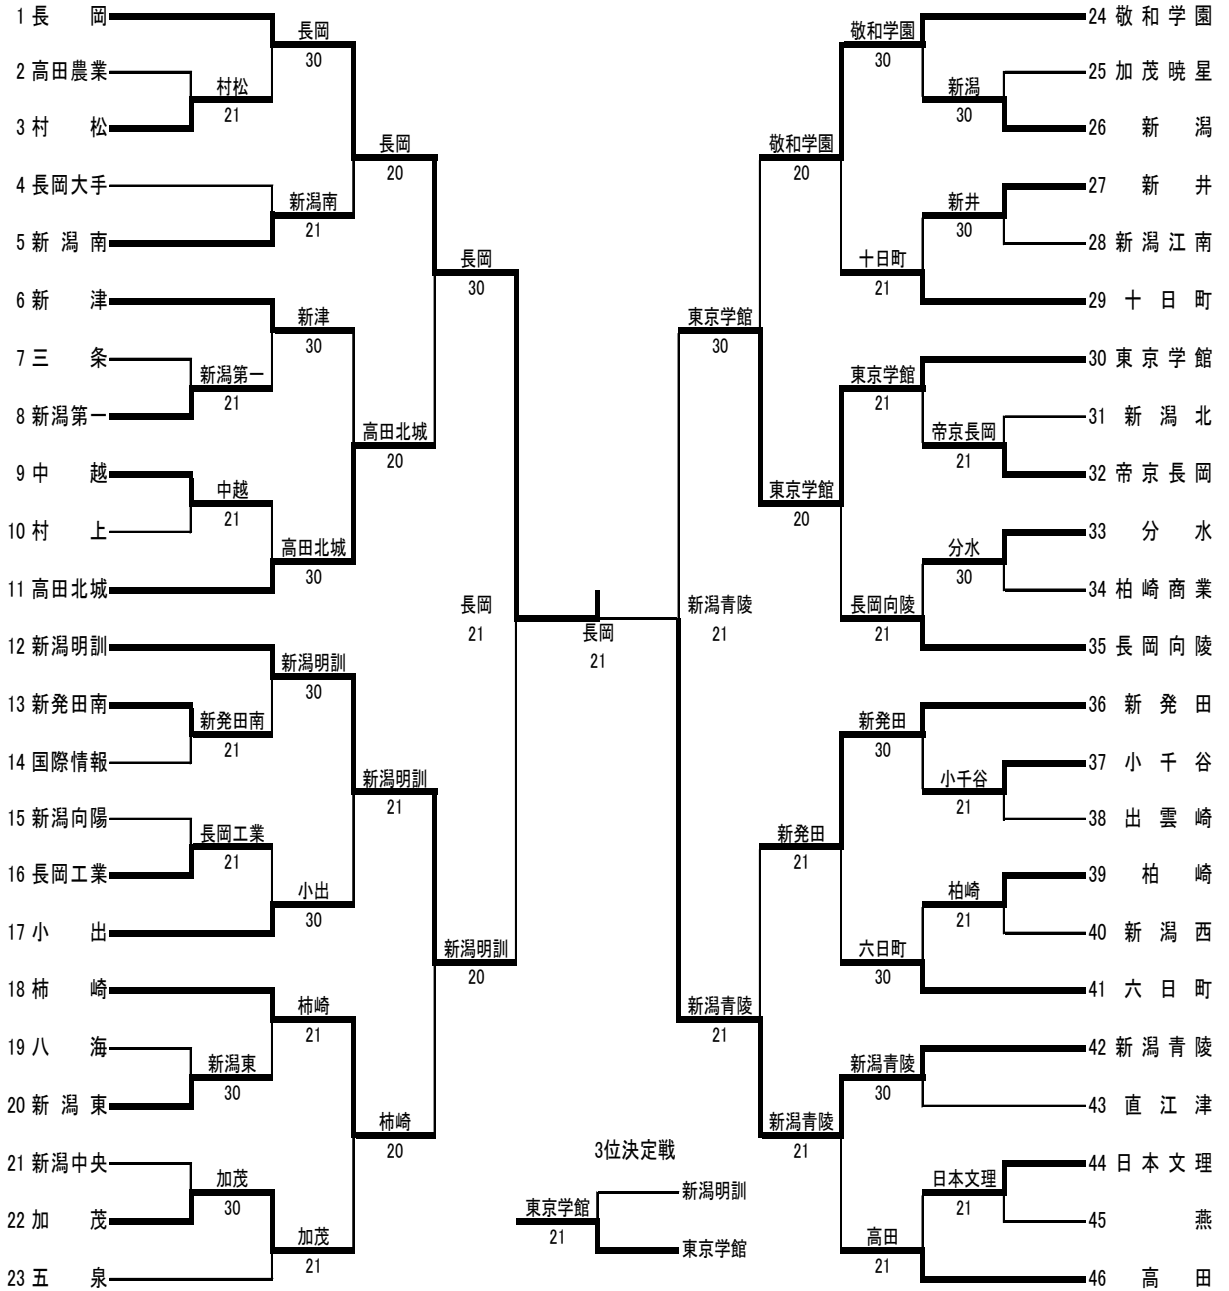 1 長岡
2 高田農業
3 村松
4 長岡大手
5 新潟南
6 新津
7 三条
8 新潟第一
9 中越
10 村上
11 高田北城
12 新潟明訓
13 新発田南
14 国際情報
15 新潟向陽
16 長岡工業
17 小出
18 柿崎
19 八海
20 新潟東
21 新潟中央
22 加茂
23 五泉
村松
21
新潟第一
21
中越
21
新発田南
21
長岡工業
21
新潟東
30
加茂
30
長岡
30
新潟南
21
新津
30
高田北城
30
新潟明訓
30
小出
30
柿崎
21
加茂
21
長岡
20
高田北城
20
新潟明訓
21
柿崎
20
長岡
30
新潟明訓
20
長岡
21
長岡
21
新潟青陵
21
東京学館
30
新潟青陵
21
敬和学園
20
東京学館
20
新発田
21
新潟青陵
21
敬和学園
30
十日町
21
東京学館
21
長岡向陵
21
新発田
30
六日町
30
新潟青陵
30
高田
21
新潟
30
新井
30
帝京長岡
21
分水
30
小千谷
21
柏崎
21
日本文理
21
24 敬和学園
25 加茂暁星
26 新潟
27 新井
28 新潟江南
29 十日町
30 東京学館
31 新潟北
32 帝京長岡
33 分水
34 柏崎商業
35 長岡向陵
36 新発田
37 小千谷
38 出雲崎
39 柏崎
40 新潟西
41 六日町
42 新潟青陵
43 直江津
44 日本文理
45 燕
46 高田
3位決定戦
新潟明訓
東京学館
21
東京学館